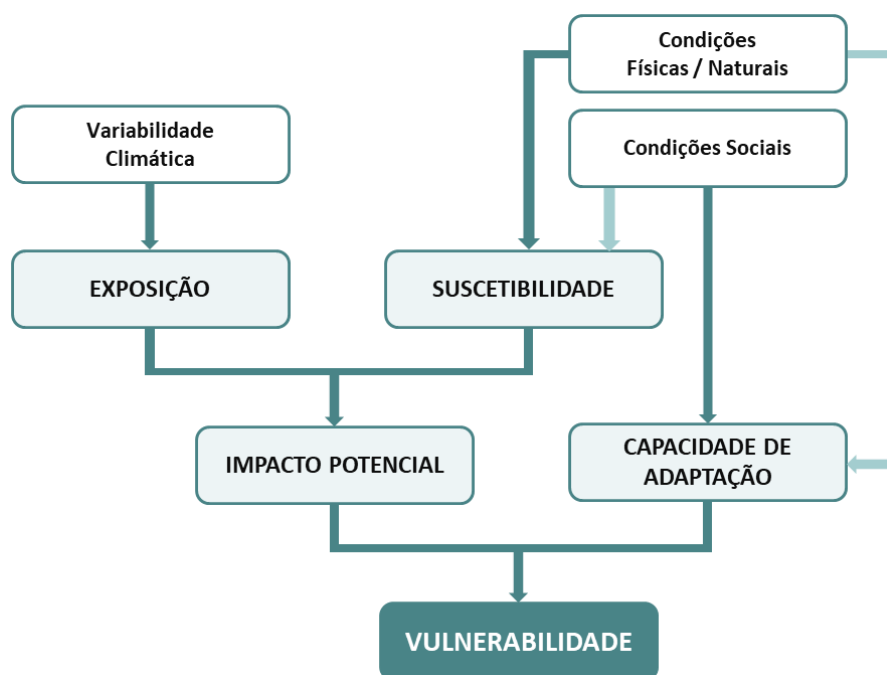 Condições
Físicas / Naturais
Variabilidade
Climática
Condições Sociais
EXPOSIÇÃO
SUSCETIBILIDADE
IMPACTO POTENCIAL
CAPACIDADE DE
ADAPTAÇÃO
VULNERABILIDADE